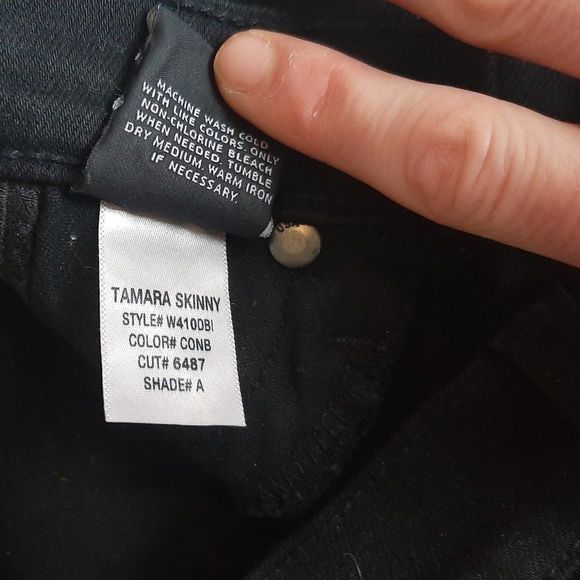 MACHINE WASH COLD
WITH LIKE COLORS. ONLY
NON-CHLORINE BLEACH
WHEN NEEDED. TUMBLE
DRY MEDIUM. WARM IRON
IF NECESSARY.
TAMARA SKINNY
STYLE# W410DBI
COLOR# CONB
CUT# 6487
SHADE# A